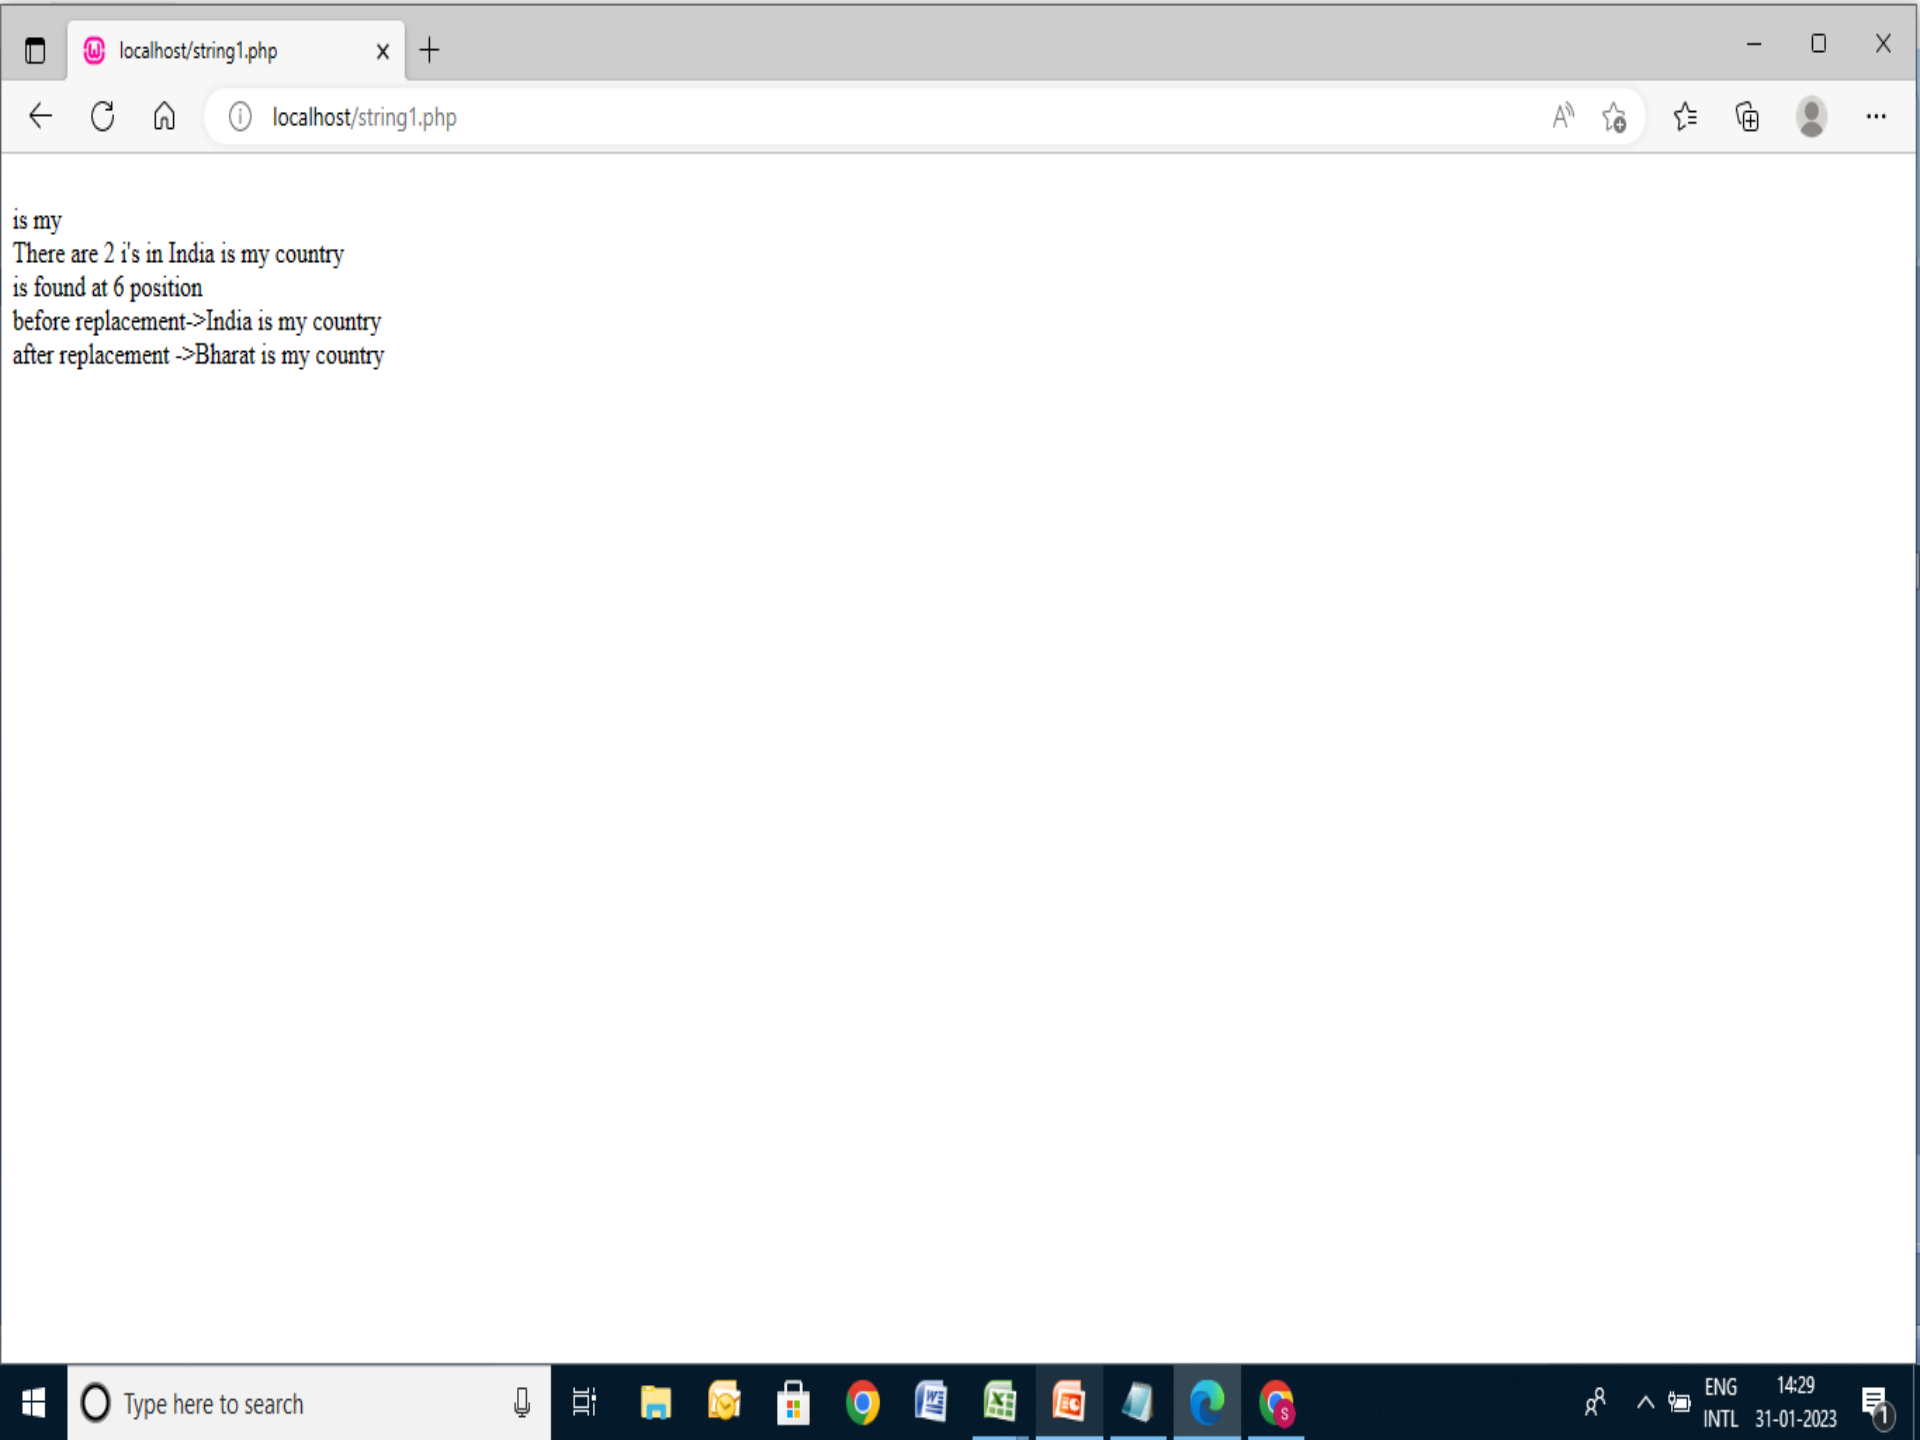 localhost/string1.php
localhost/string1.php
is my
There are 2 i's in India is my country
is found at 6 position
before replacement->India is my country
after replacement ->Bharat is my country
Type here to search
ENG
INTL
14:29
31-01-2023
1